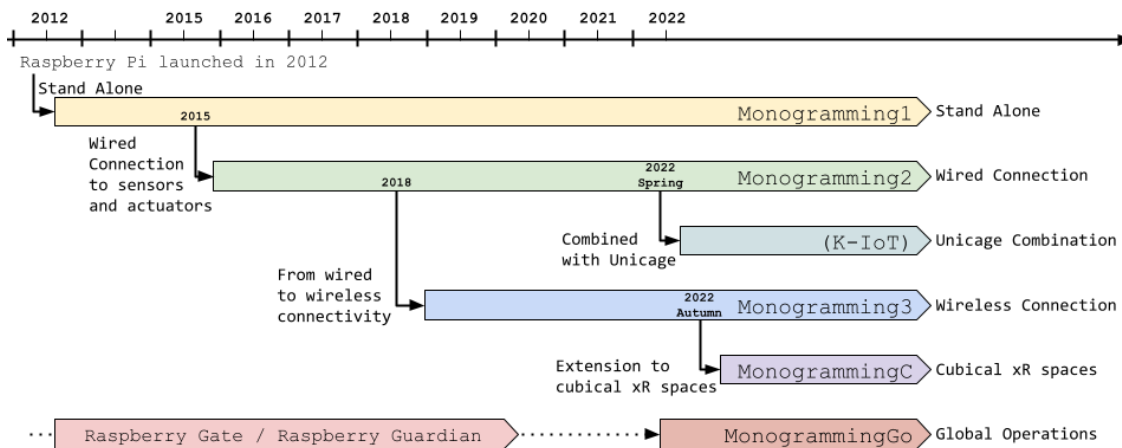 2012 2015 2016 2017 2018 2019 2020 2021 2022
Raspberry Pi launched in 2012
Stand Alone
2015
Monogramming1
Stand Alone
Wired
Connection
to sensors
and actuators
2018
2022
Spring
Monogramming2
Wired Connection
Combined
with Unicage
(K-IoT)
Unicage Combination
From wired
to wireless
connectivity
2022
Autumn
Monogramming3
Wireless Connection
Extension to
cubical xR spaces
MonogrammingC
Cubical xR spaces
Raspberry Gate / Raspberry Guardian
MonogrammingGo
Global Operations